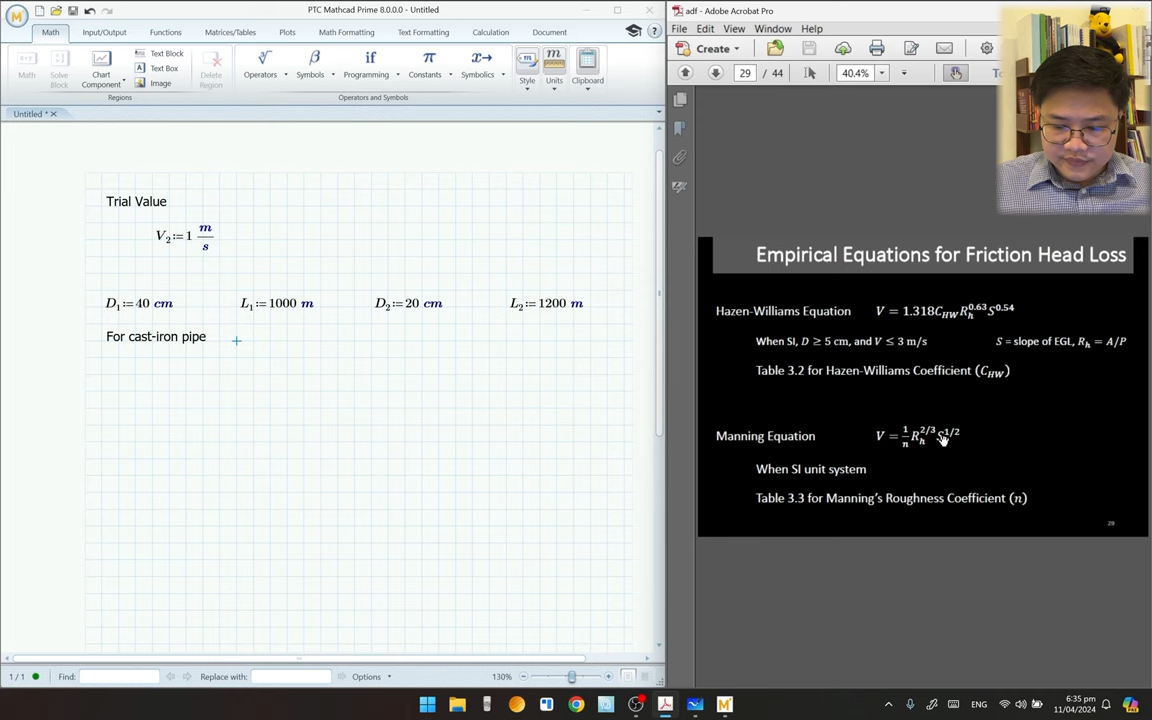 PTC Mathcad Prime 8.0.0.0 - Untitled
Math
Input/Output
Functions
Matrices/Tables
Plots
Math Formatting
Text Formatting
Calculation
Document
Math
Solve Block
Chart Component
Text Block
Text Box
Image
Delete Region
Operators
Symbols
Programming
Constants
Symbolics
Style
Units
Clipboard
Regions
Operators and Symbols
Untitled *
Trial Value
V₂:=1 m/s
D₁:=40 cm
L₁:=1000 m
D₂:=20 cm
L₂:=1200 m
For cast-iron pipe
1 / 1
Find:
Replace with:
Options
130%
adf - Adobe Acrobat Pro
File
Edit
View
Window
Help
Create
29 / 44
40.4%
Empirical Equations for Friction Head Loss
Hazen-Williams Equation V = 1.318C_HW R_h^0.63 S^0.54
When SI, D ≥ 5 cm, and V ≤ 3 m/s S = slope of EGL, R_h = A/P
Table 3.2 for Hazen-Williams Coefficient (C_HW)
Manning Equation V = 1/n R_h^2/3 S^1/2
When SI unit system
Table 3.3 for Manning's Roughness Coefficient (n)
29
ENG
6:35 pm
11/04/2024